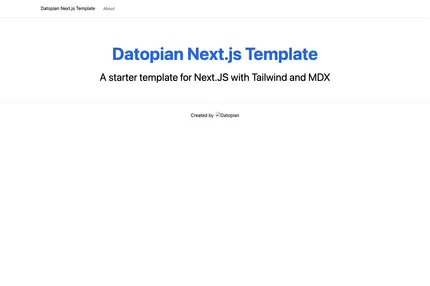 Datopian Next.js Template About
Datopian Next.js Template
A starter template for Next.JS with Tailwind and MDX
Created by Datopian